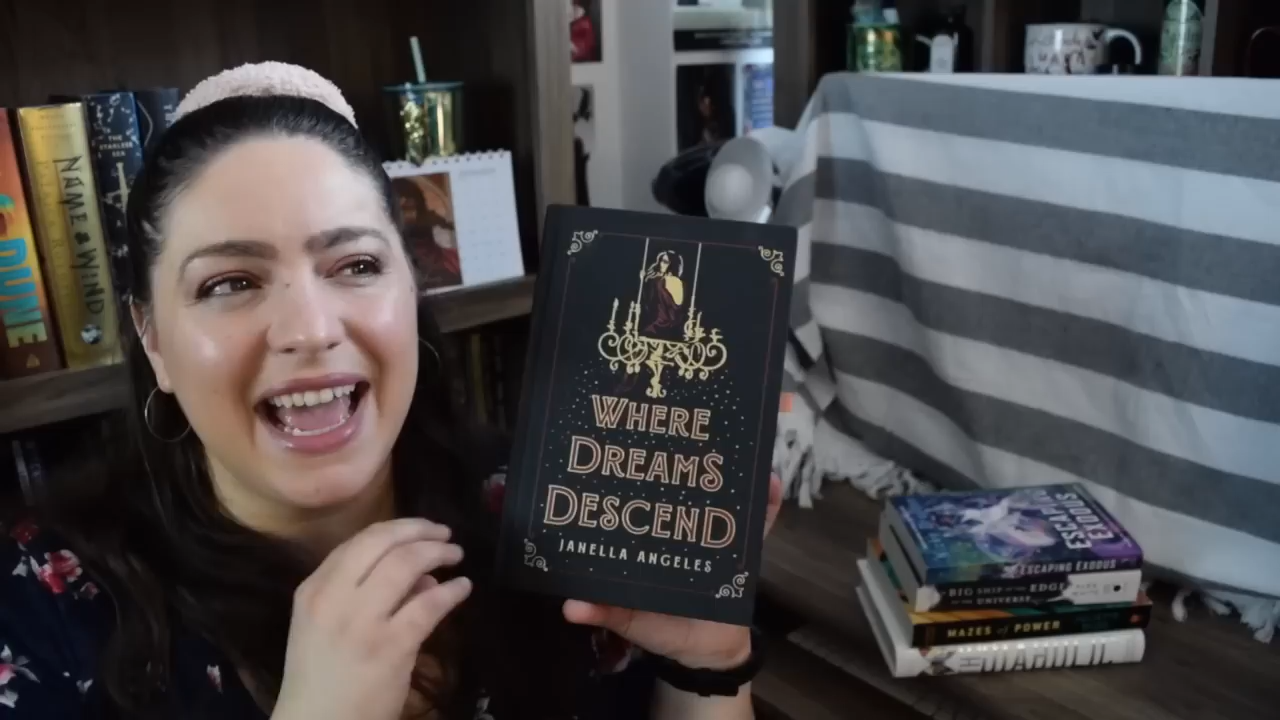 DUNE
NAME of WIND
THE
STARLESS
SEA
WHERE
DREAMS
DESCEND
JANELLA ANGELES
ESCAPING
EXODUS
ESCAPING EXODUS
BIG SHIP AT THE EDGE
OF THE UNIVERSE
MAZES of POWER